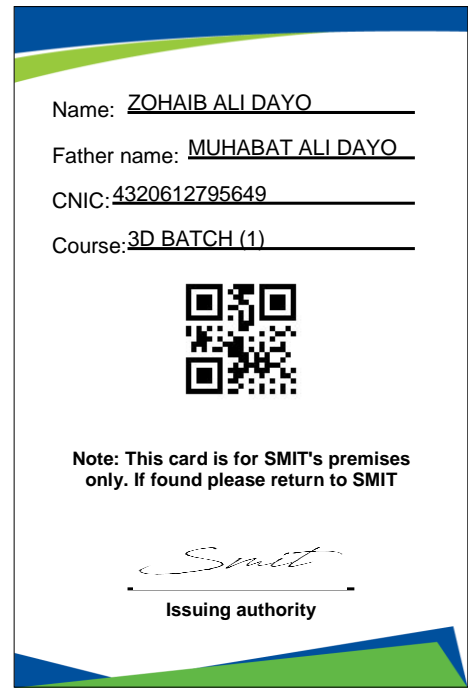 Name: ZOHAIB ALI DAYO
Father name: MUHABAT ALI DAYO
CNIC: 4320612795649
Course: 3D BATCH (1)
Note: This card is for SMIT's premises
only. If found please return to SMIT
Smit
Issuing authority